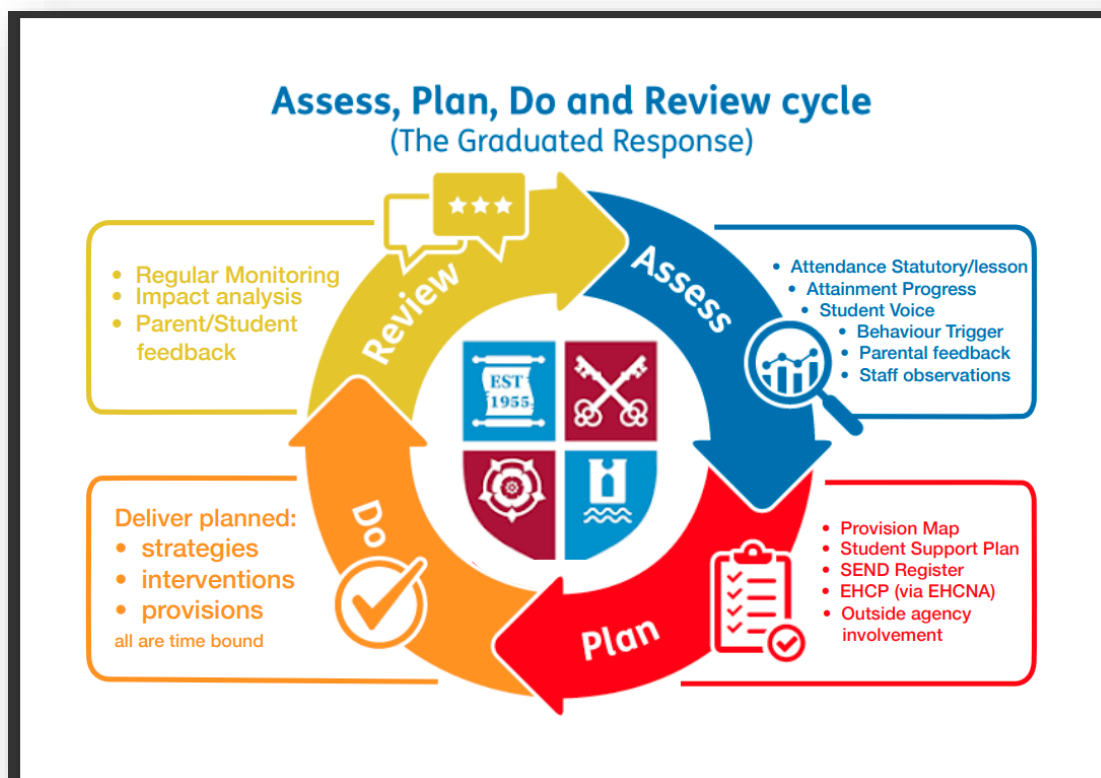 Assess, Plan, Do and Review cycle
(The Graduated Response)
Review
• Regular Monitoring
• Impact analysis
• Parent/Student
feedback
Assess
• Attendance Statutory/lesson
• Attainment Progress
• Student Voice
• Behaviour Trigger
• Parental feedback
• Staff observations
EST
1955
Do
Deliver planned:
• strategies
• interventions
• provisions
all are time bound
Plan
• Provision Map
• Student Support Plan
• SEND Register
• EHCP (via EHCNA)
• Outside agency
involvement